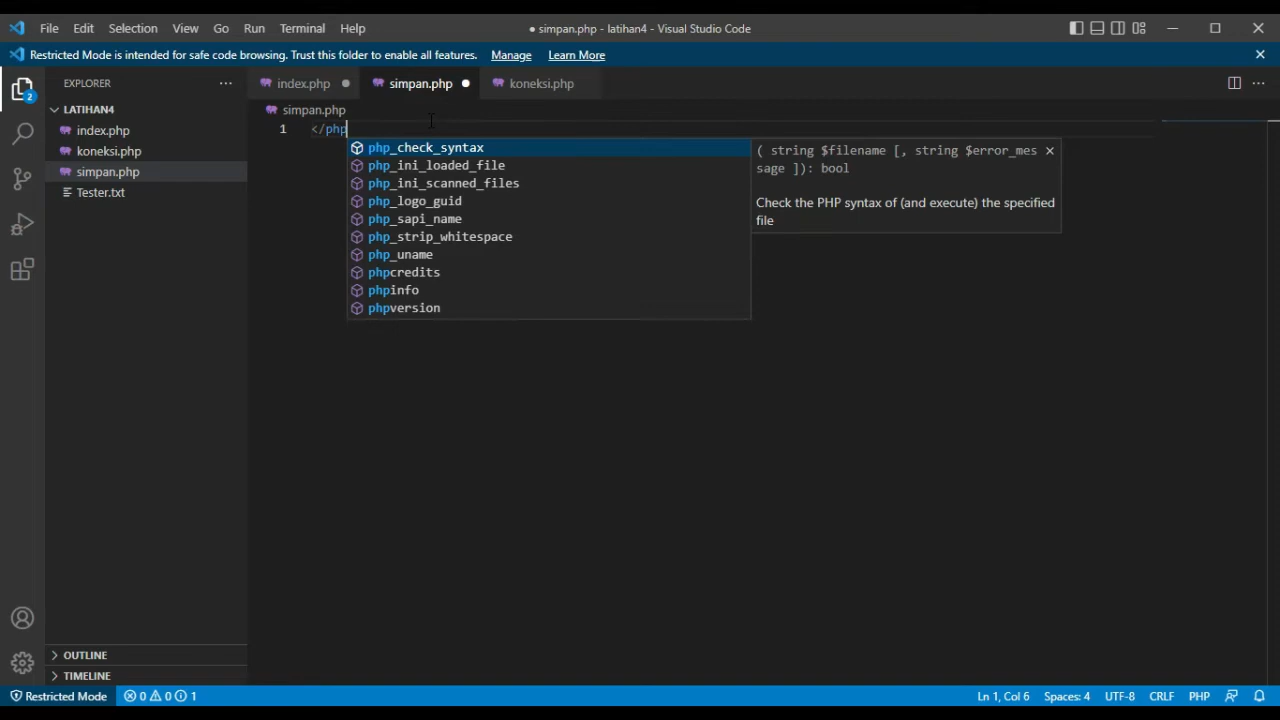 File Edit Selection View Go Run Terminal Help
● simpan.php - latihan4 - Visual Studio Code
Restricted Mode is intended for safe code browsing. Trust this folder to enable all features. Manage Learn More
EXPLORER
index.php simpan.php koneksi.php
LATIHAN4
index.php
koneksi.php
simpan.php
Tester.txt
2
simpan.php
1 </php
php_check_syntax
php_ini_loaded_file
php_ini_scanned_files
php_logo_guid
php_sapi_name
php_strip_whitespace
php_uname
phpcredits
phpinfo
phpversion
( string $filename [, string $error_mes
sage ]): bool
Check the PHP syntax of (and execute) the specified
file
OUTLINE
TIMELINE
Restricted Mode 0 0 1 Ln 1, Col 6 Spaces: 4 UTF-8 CRLF PHP